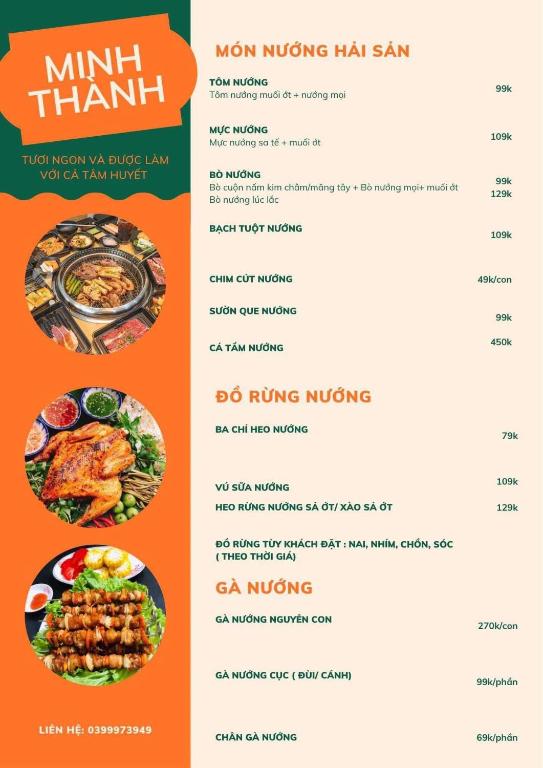 MINH
THÀNH
TƯƠI NGON VÀ ĐƯỢC LÀM
VỚI CẢ TÂM HUYẾT
LIÊN HỆ: 0399973949
MÓN NƯỚNG HẢI SẢN
TÔM NƯỚNG
Tôm nướng muối ớt + nướng mọi
99k
MỰC NƯỚNG
Mực nướng sa tế + muối ớt
109k
BÒ NƯỚNG
Bò cuộn nấm kim châm/măng tây + Bò nướng mọi+ muối ớt 99k
Bò nướng lúc lắc 129k
BẠCH TUỘT NƯỚNG 109k
CHIM CÚT NƯỚNG 49k/con
SƯỜN QUE NƯỚNG 99k
CÁ TẦM NƯỚNG 450k
ĐỒ RỪNG NƯỚNG
BA CHỈ HEO NƯỚNG 79k
VÚ SỮA NƯỚNG 109k
HEO RỪNG NƯỚNG SẢ ỚT/ XÀO SẢ ỚT 129k
ĐỒ RỪNG TÙY KHÁCH ĐẶT : NAI, NHÍM, CHỒN, SÓC
( THEO THỜI GIÁ)
GÀ NƯỚNG
GÀ NƯỚNG NGUYÊN CON 270k/con
GÀ NƯỚNG CỤC ( ĐÙI/ CÁNH) 99k/phần
CHÂN GÀ NƯỚNG 69k/phần